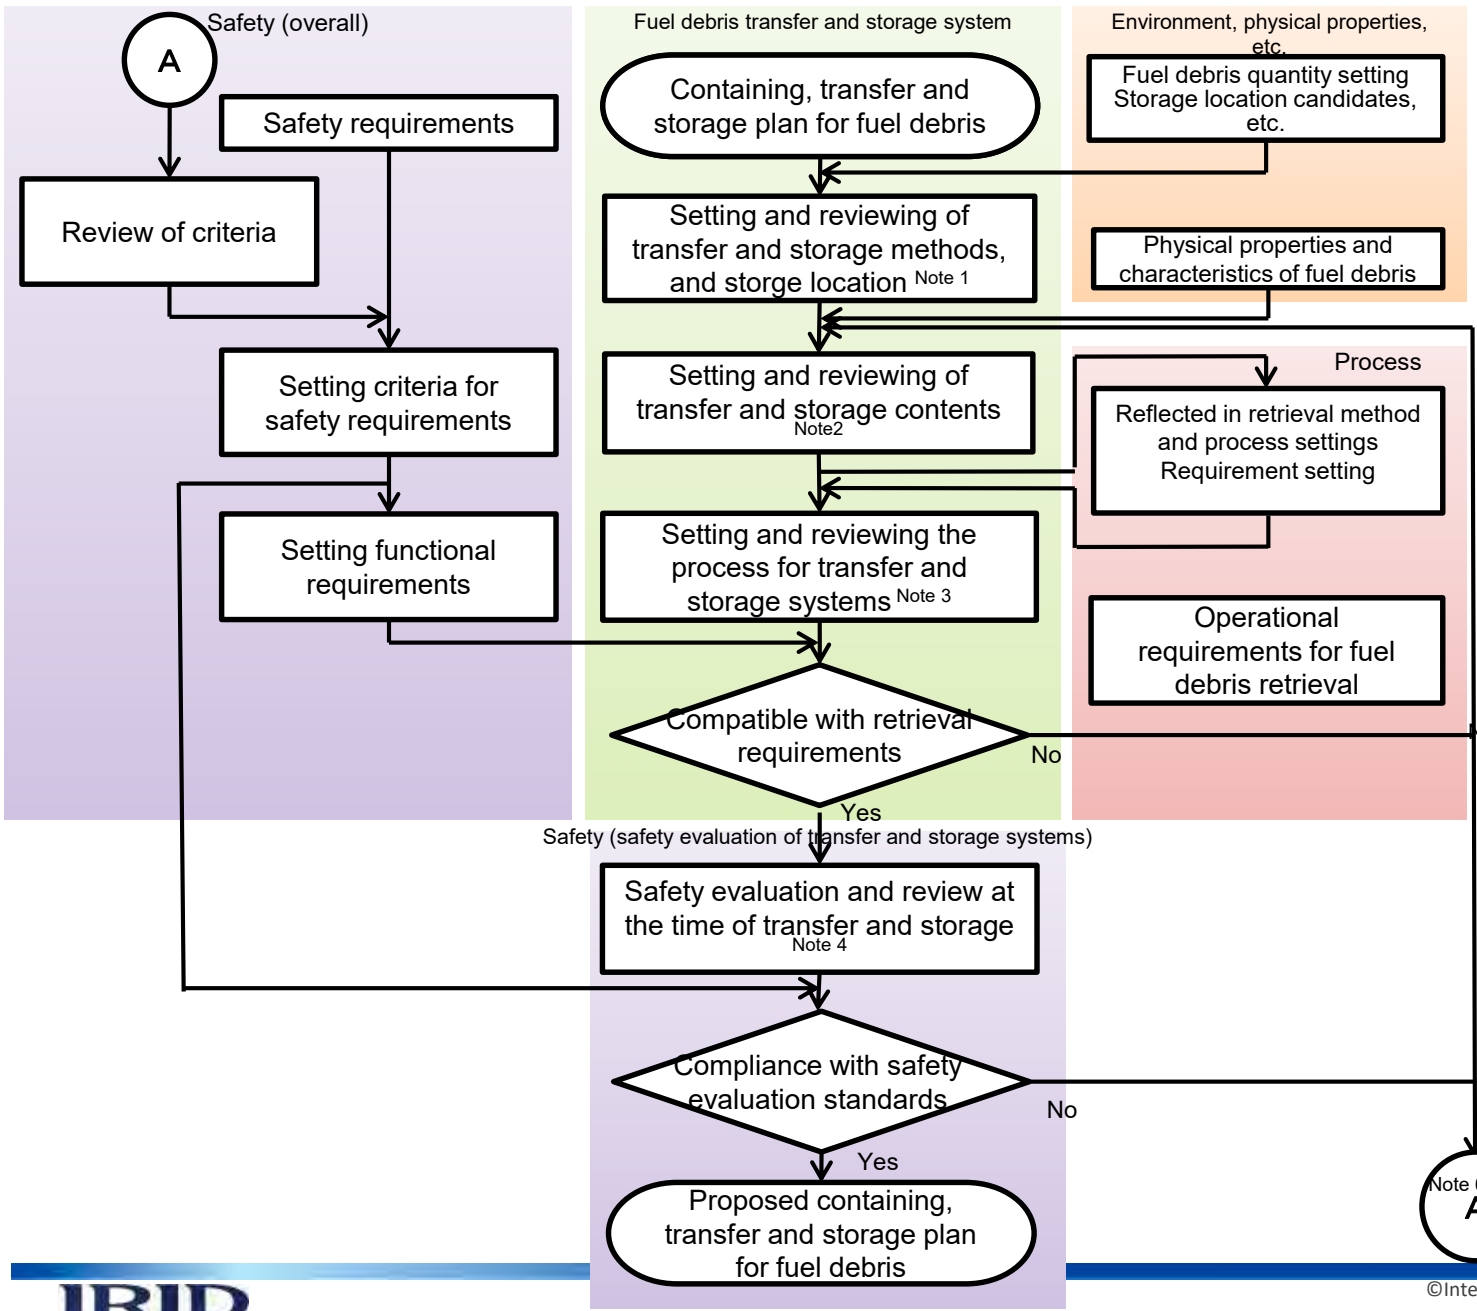 Safety (overall)
A
Safety requirements
Review of criteria
Setting criteria for
safety requirements
Setting functional
requirements
Fuel debris transfer and storage system
Containing, transfer and
storage plan for fuel debris
Setting and reviewing of
transfer and storage methods,
and storge location Note 1
Setting and reviewing of
transfer and storage contents
Note2
Setting and reviewing the
process for transfer and
storage systems Note 3
Compatible with retrieval
requirements
No
Yes
Environment, physical properties,
etc.
Fuel debris quantity setting
Storage location candidates,
etc.
Physical properties and
characteristics of fuel debris
Process
Reflected in retrieval method
and process settings
Requirement setting
Operational
requirements for fuel
debris retrieval
Safety (safety evaluation of transfer and storage systems)
Safety evaluation and review at
the time of transfer and storage
Note 4
Compliance with safety
evaluation standards
No
Yes
Proposed containing,
transfer and storage plan
for fuel debris
Note
A
IRID
©Inte